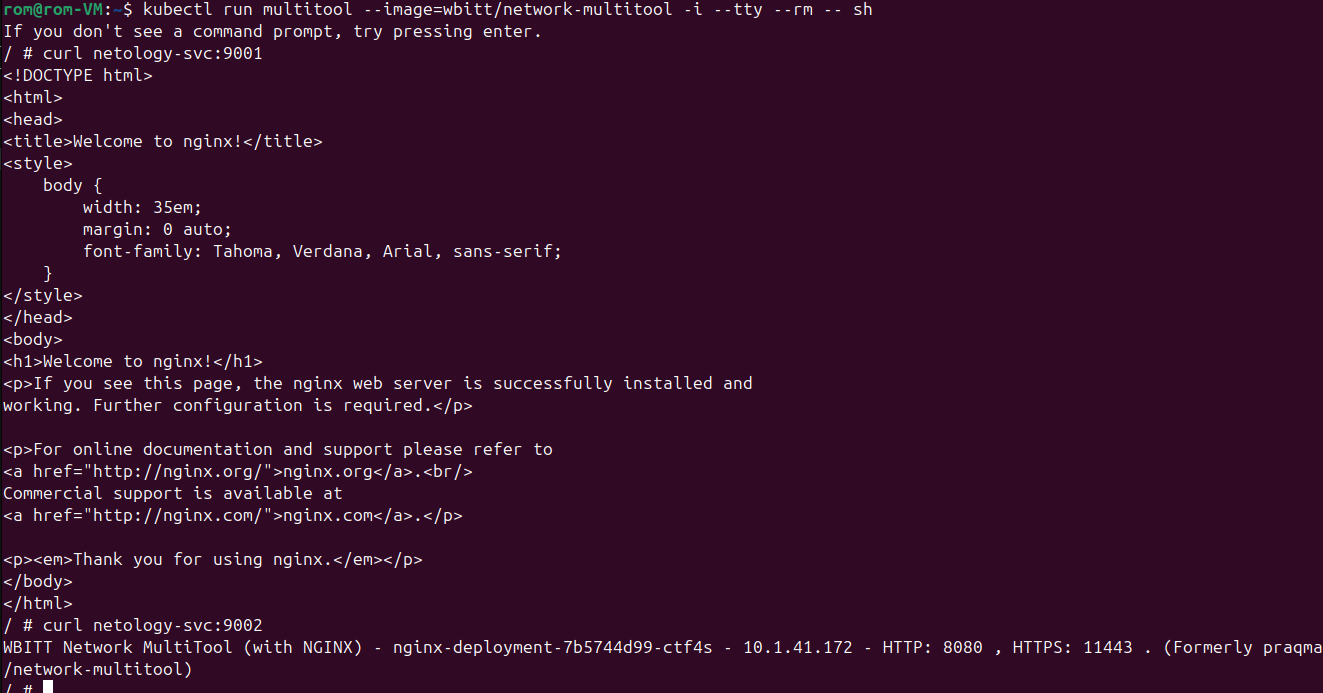 rom@rom-VM:~$ kubectl run multitool --image=wbitt/network-multitool -i --tty --rm -- sh
If you don't see a command prompt, try pressing enter.
/ # curl netology-svc:9001
<!DOCTYPE html>
<html>
<head>
<title>Welcome to nginx!</title>
<style>
    body {
        width: 35em;
        margin: 0 auto;
        font-family: Tahoma, Verdana, Arial, sans-serif;
    }
</style>
</head>
<body>
<h1>Welcome to nginx!</h1>
<p>If you see this page, the nginx web server is successfully installed and
working. Further configuration is required.</p>

<p>For online documentation and support please refer to
<a href="http://nginx.org/">nginx.org</a>.<br/>
Commercial support is available at
<a href="http://nginx.com/">nginx.com</a>.</p>

<p><em>Thank you for using nginx.</em></p>
</body>
</html>
/ # curl netology-svc:9002
WBITT Network MultiTool (with NGINX) - nginx-deployment-7b5744d99-ctf4s - 10.1.41.172 - HTTP: 8080 , HTTPS: 11443 . (Formerly praqma
/network-multitool)
/ #